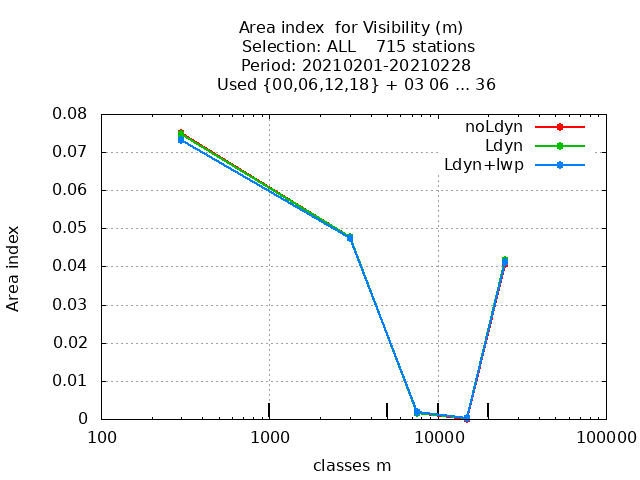 Area index  for Visibility (m)
Selection: ALL    715 stations
Period: 20210201-20210228
Used {00,06,12,18} + 03 06 ... 36
noLdyn
Ldyn
Ldyn+lwp
0.08
0.07
0.06
0.05
0.04
0.03
0.02
0.01
0
Area index
100 1000 10000 100000
classes m